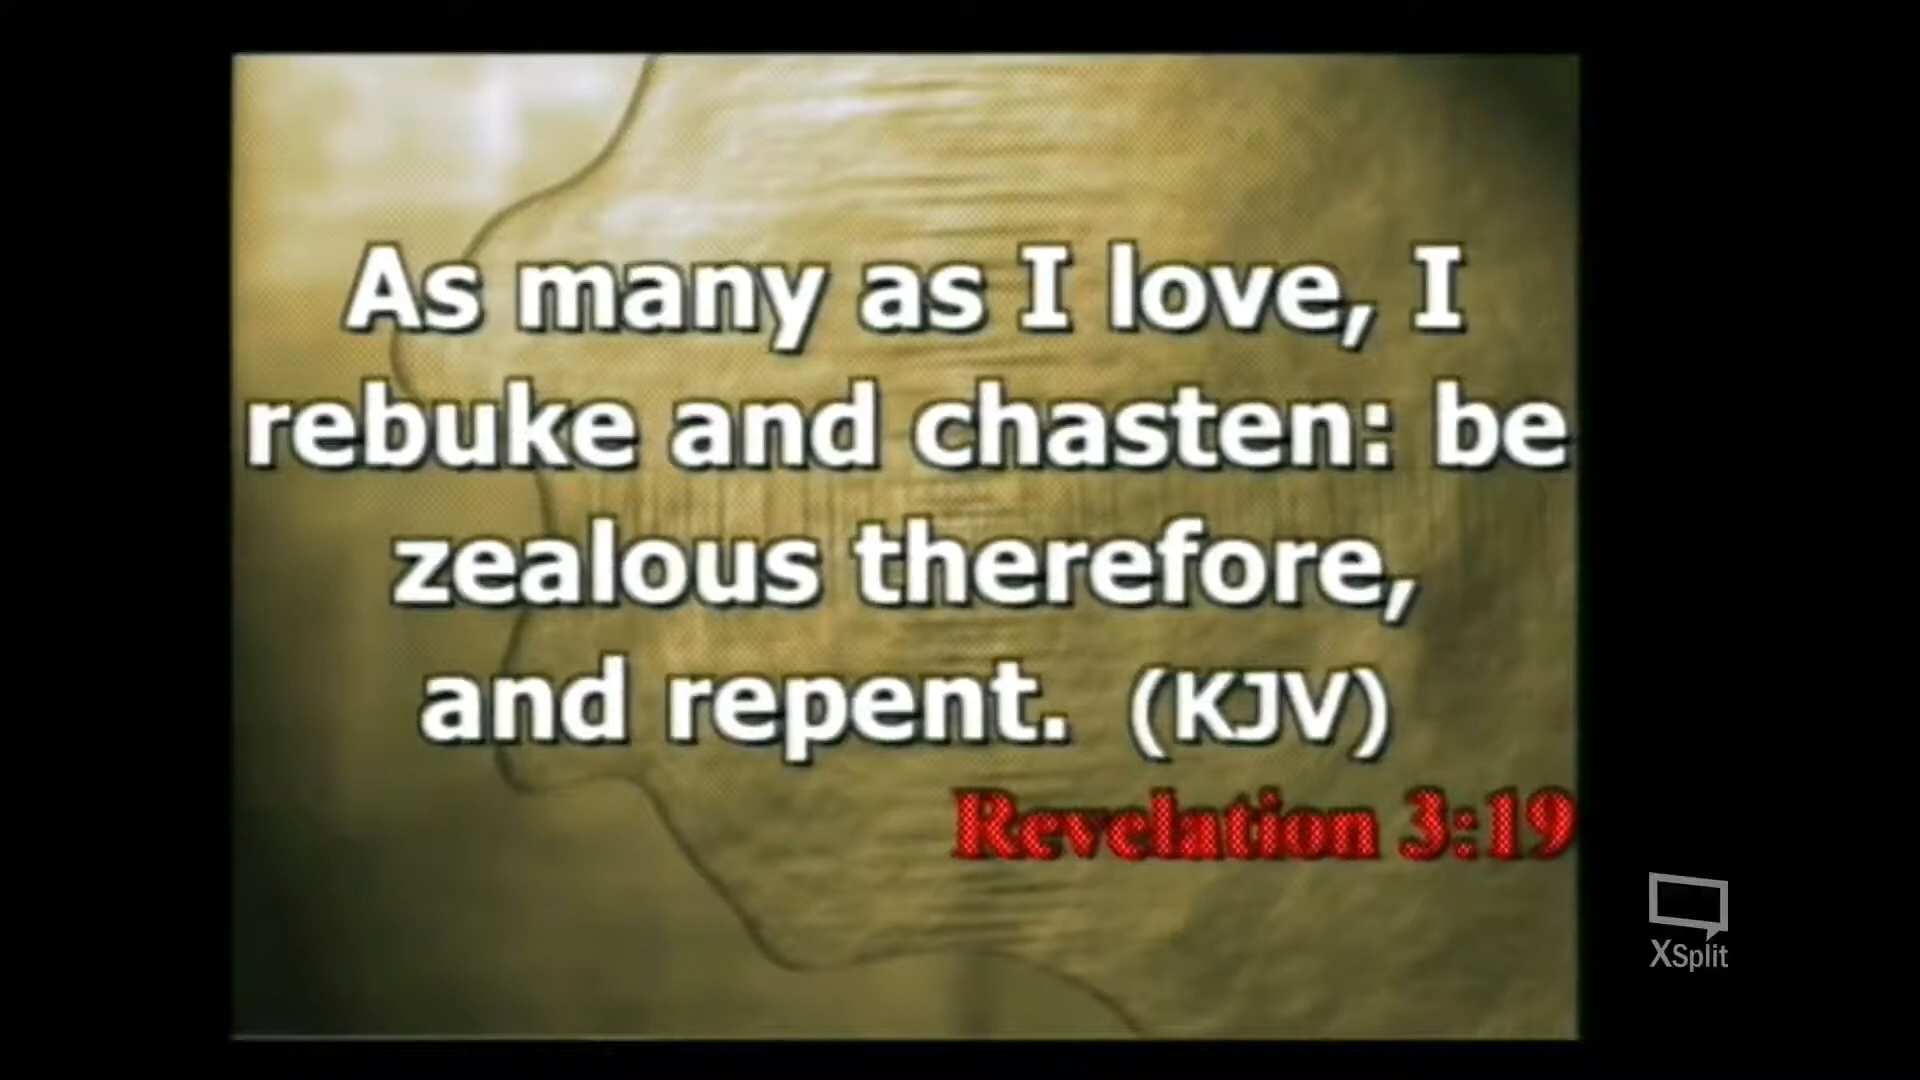 As many as I love, I
rebuke and chasten: be
zealous therefore,
and repent. (KJV)
Revelation 3:19
XSplit